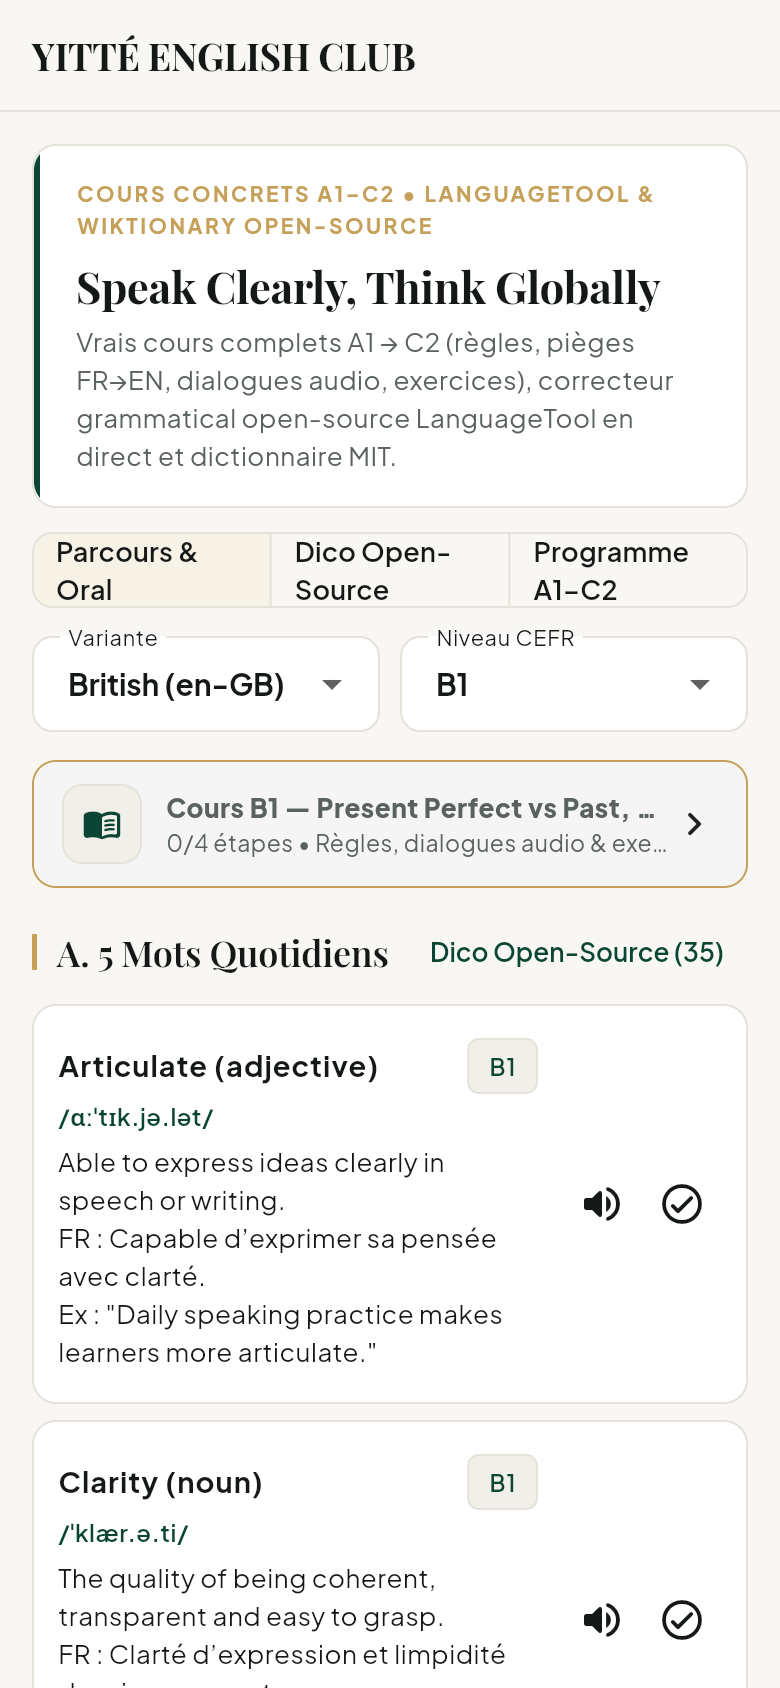 YITTÉ ENGLISH CLUB
COURS CONCRETS A1–C2 • LANGUAGETOOL &
WIKTIONARY OPEN-SOURCE
Speak Clearly, Think Globally
Vrais cours complets A1 → C2 (règles, pièges
FR→EN, dialogues audio, exercices), correcteur
grammatical open-source LanguageTool en
direct et dictionnaire MIT.
Parcours &
Oral
Dico Open-
Source
Programme
A1–C2
Variante
British (en-GB)
Niveau CEFR
B1
Cours B1 — Present Perfect vs Past, …
0/4 étapes • Règles, dialogues audio & exe…
A. 5 Mots Quotidiens
Dico Open-Source (35)
Articulate (adjective)
B1
/ɑːˈtɪk.jə.lət/
Able to express ideas clearly in
speech or writing.
FR : Capable d’exprimer sa pensée
avec clarté.
Ex : "Daily speaking practice makes
learners more articulate."
Clarity (noun)
B1
/ˈklær.ə.ti/
The quality of being coherent,
transparent and easy to grasp.
FR : Clarté d’expression et limpidité